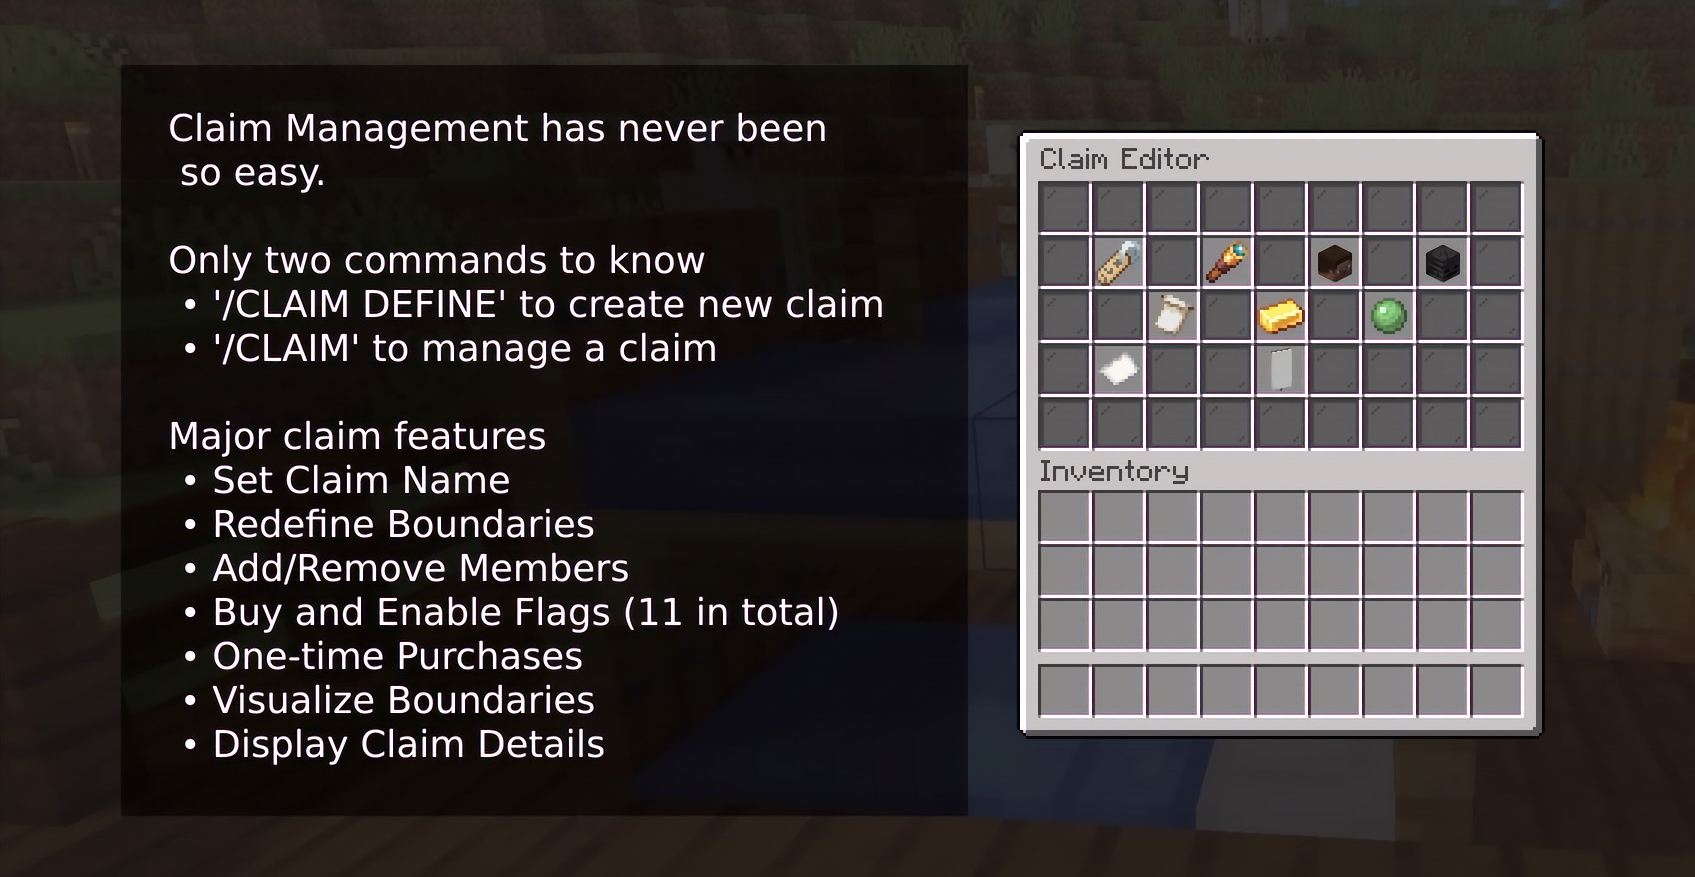 Claim Management has never been
so easy.
Only two commands to know
• '/CLAIM DEFINE' to create new claim
• '/CLAIM' to manage a claim
Major claim features
• Set Claim Name
• Redefine Boundaries
• Add/Remove Members
• Buy and Enable Flags (11 in total)
• One-time Purchases
• Visualize Boundaries
• Display Claim Details
Claim Editor
Inventory